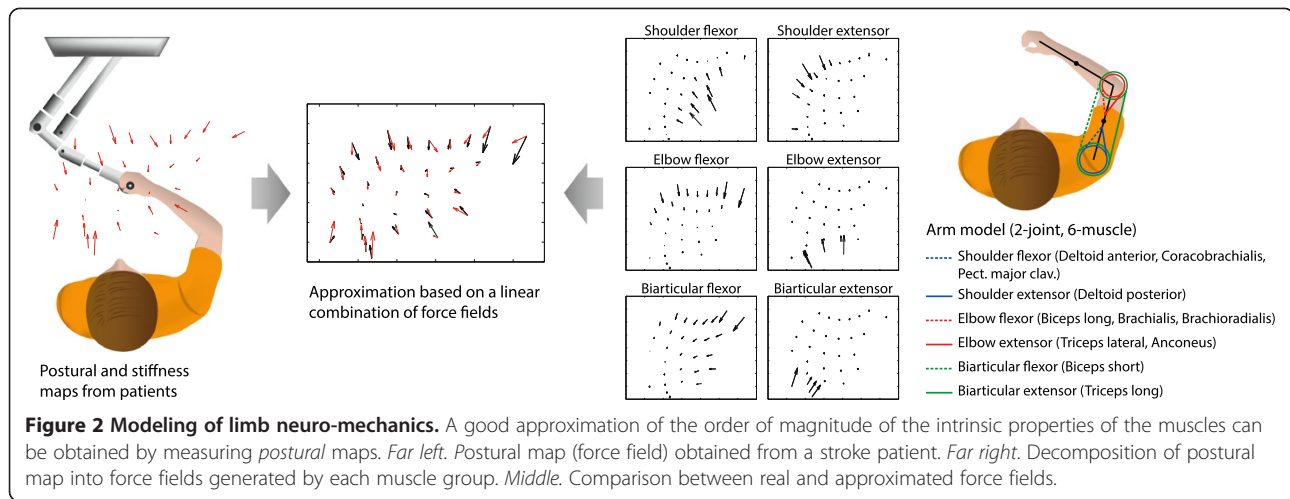 Shoulder flexor
Shoulder extensor
Elbow flexor
Elbow extensor
Biarticular flexor
Biarticular extensor
Postural and stiffness
maps from patients
Approximation based on a linear
combination of force fields
Arm model (2-joint, 6-muscle)
Shoulder flexor (Deltoid anterior, Coracobrachialis,
Pect. major clav.)
Shoulder extensor (Deltoid posterior)
Elbow flexor (Biceps long, Brachialis, Brachioradialis)
Elbow extensor (Triceps lateral, Anconeus)
Biarticular flexor (Biceps short)
Biarticular extensor (Triceps long)
Figure 2 Modeling of limb neuro-mechanics. A good approximation of the order of magnitude of the intrinsic properties of the muscles can
be obtained by measuring postural maps. Far left. Postural map (force field) obtained from a stroke patient. Far right. Decomposition of postural
map into force fields generated by each muscle group. Middle. Comparison between real and approximated force fields.